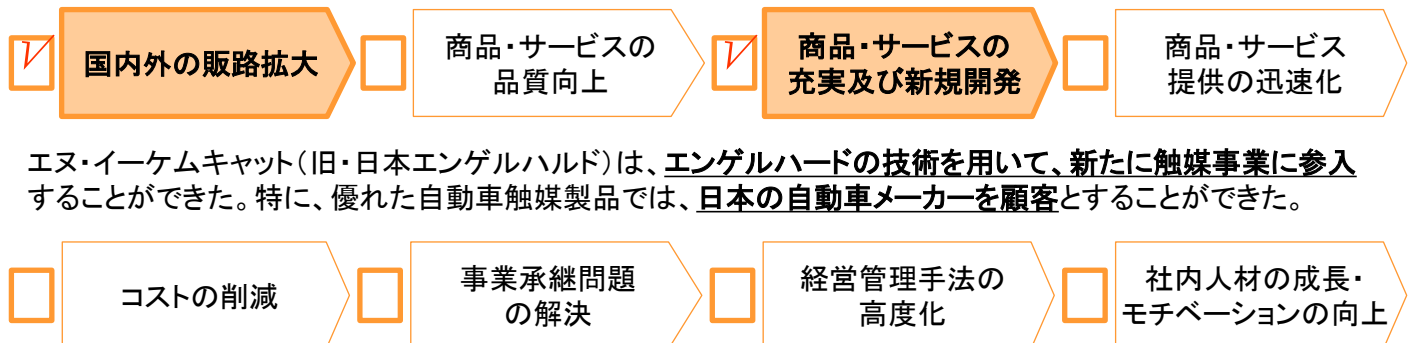 国内外の販路拡大
商品・サービスの
品質向上
商品・サービスの
充実及び新規開発
商品・サービス
提供の迅速化
エヌ・イーケムキャット（旧・日本エンゲルハルド）は、エンゲルハードの技術を用いて、新たに触媒事業に参入
することができた。特に、優れた自動車触媒製品では、日本の自動車メーカーを顧客とすることができた。
コストの削減
事業承継問題
の解決
経営管理手法の
高度化
社内人材の成長・
モチベーションの向上